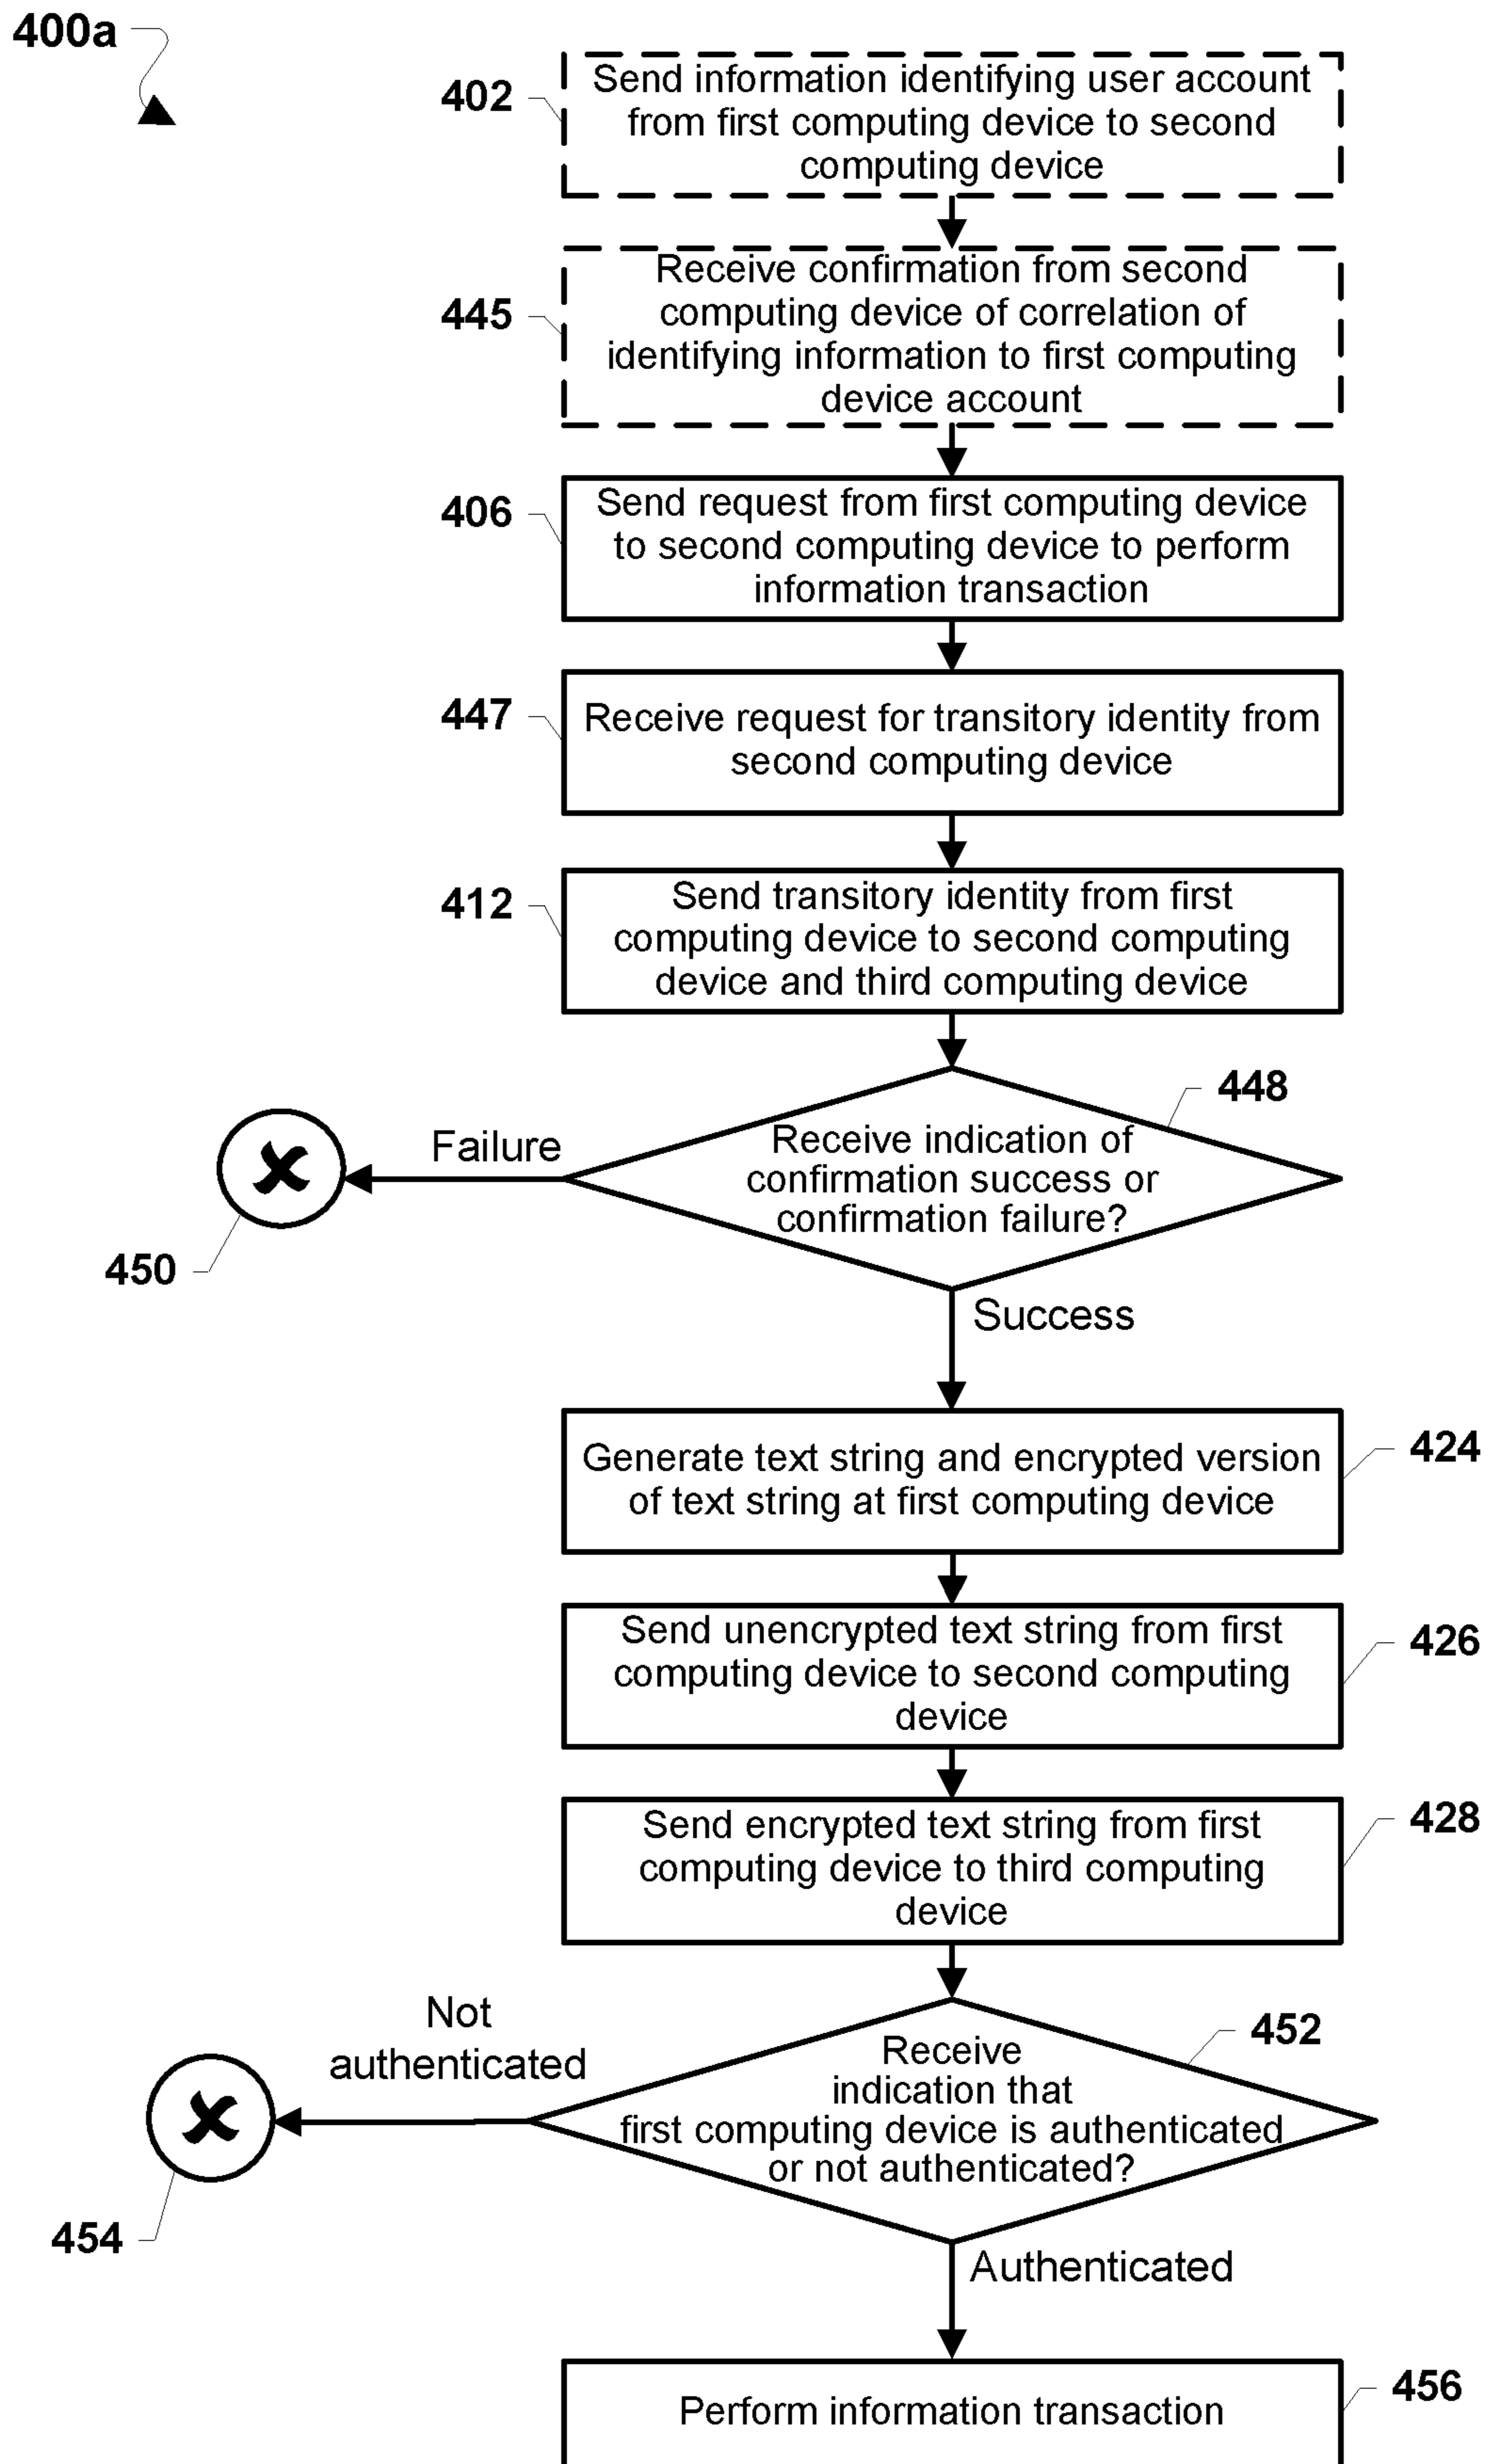 400a
402
Send information identifying user account
from first computing device to second
computing device
445
Receive confirmation from second
computing device of correlation of
identifying information to first computing
device account
406
Send request from first computing device
to second computing device to perform
information transaction
447
Receive request for transitory identity from
second computing device
412
Send transitory identity from first
computing device to second computing
device and third computing device
448
Receive indication of
confirmation success or
confirmation failure?
Failure
450
Success
Generate text string and encrypted version
of text string at first computing device
424
Send unencrypted text string from first
computing device to second computing
device
426
Send encrypted text string from first
computing device to third computing
device
428
Receive
indication that
first computing device is authenticated
or not authenticated?
452
Not
authenticated
454
Authenticated
Perform information transaction
456